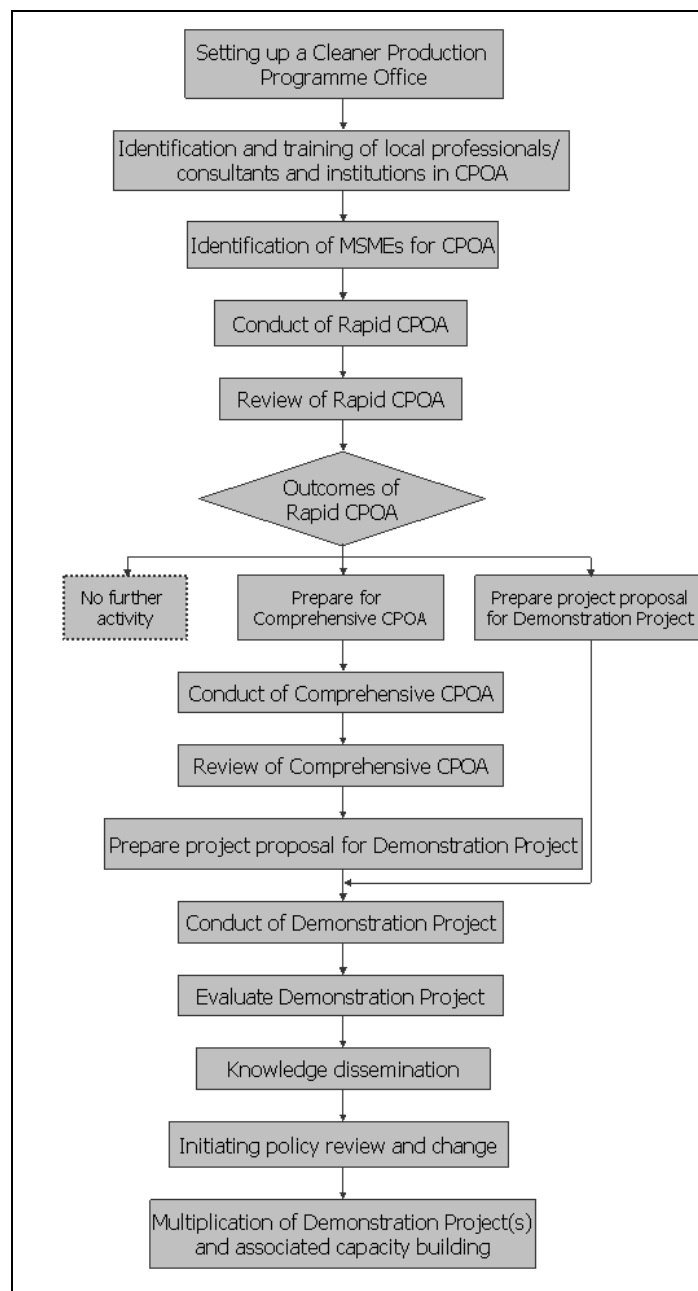 Setting up a Cleaner Production
Programme Office
Identification and training of local professionals/
consultants and institutions in CPOA
Identification of MSMEs for CPOA
Conduct of Rapid CPOA
Review of Rapid CPOA
Outcomes of
Rapid CPOA
No further
activity
Prepare for
Comprehensive CPOA
Prepare project proposal
for Demonstration Project
Conduct of Comprehensive CPOA
Review of Comprehensive CPOA
Prepare project proposal for Demonstration Project
Conduct of Demonstration Project
Evaluate Demonstration Project
Knowledge dissemination
Initiating policy review and change
Multiplication of Demonstration Project(s)
and associated capacity building